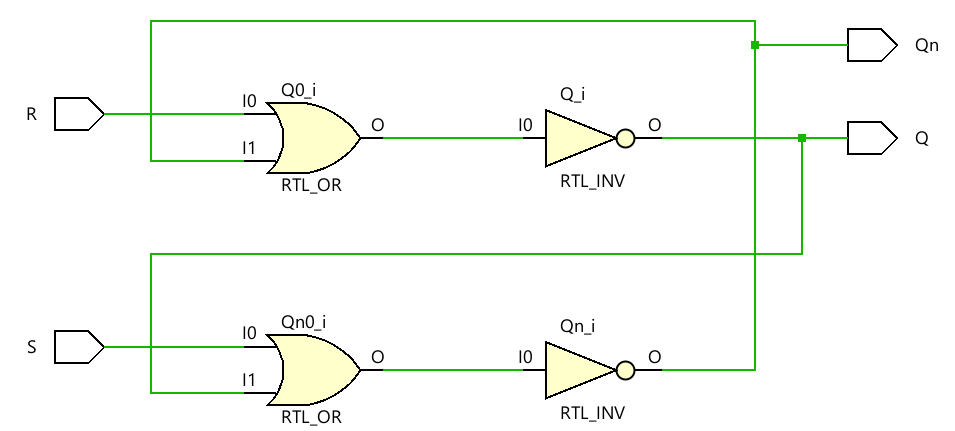 Qn
Q0_i
Q_i
R
I0
O
I0
O
Q
I1
RTL_OR
RTL_INV
Qn0_i
Qn_i
S
I0
O
I0
O
I1
RTL_OR
RTL_INV